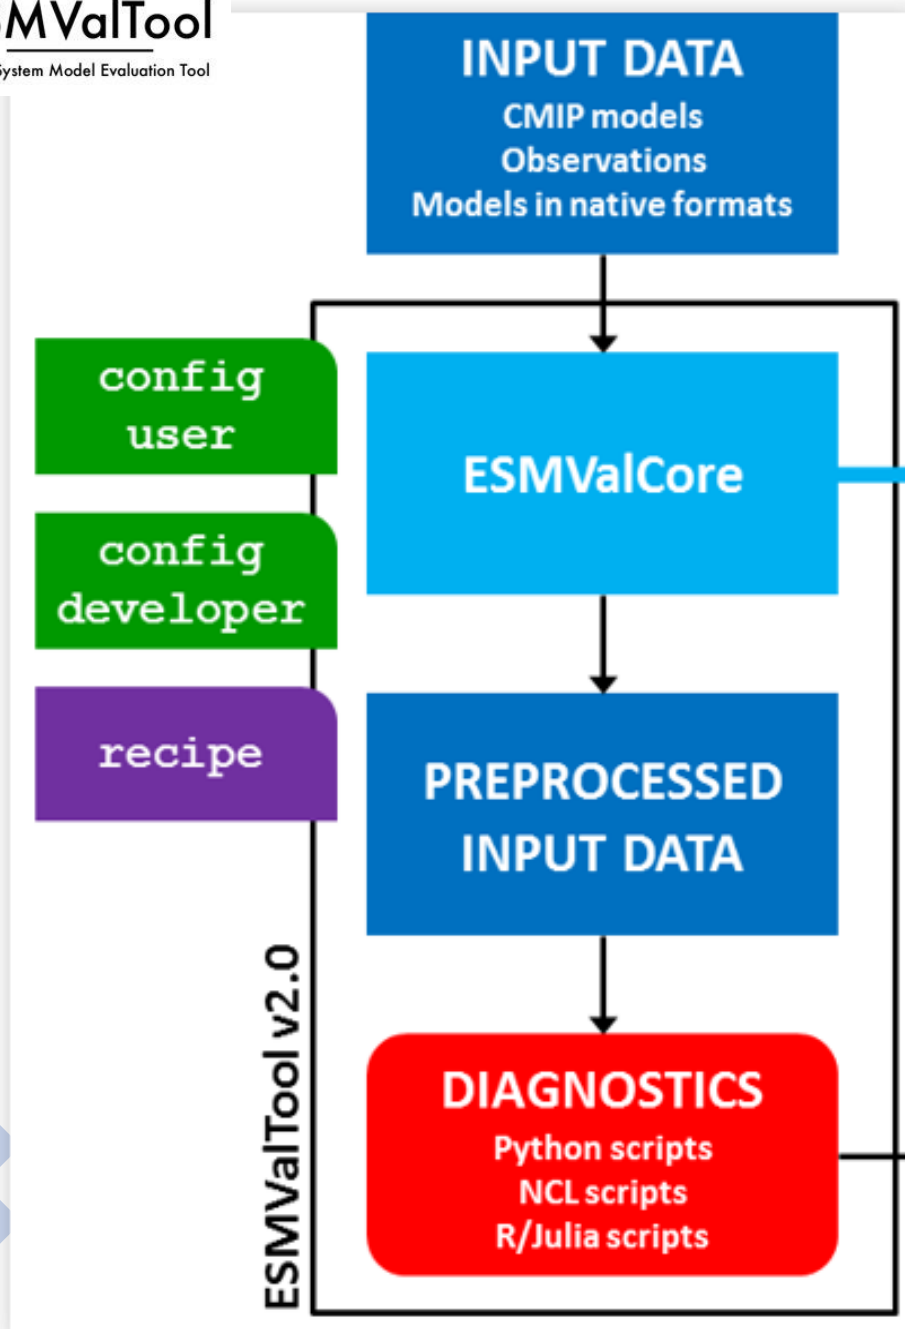 MValTool
System Model Evaluation Tool
INPUT DATA
CMIP models
Observations
Models in native formats
config
user
ESMValCore
config
developer
recipe
PREPROCESSED
INPUT DATA
ESMValTool v2.0
DIAGNOSTICS
Python scripts
NCL scripts
R/Julia scripts